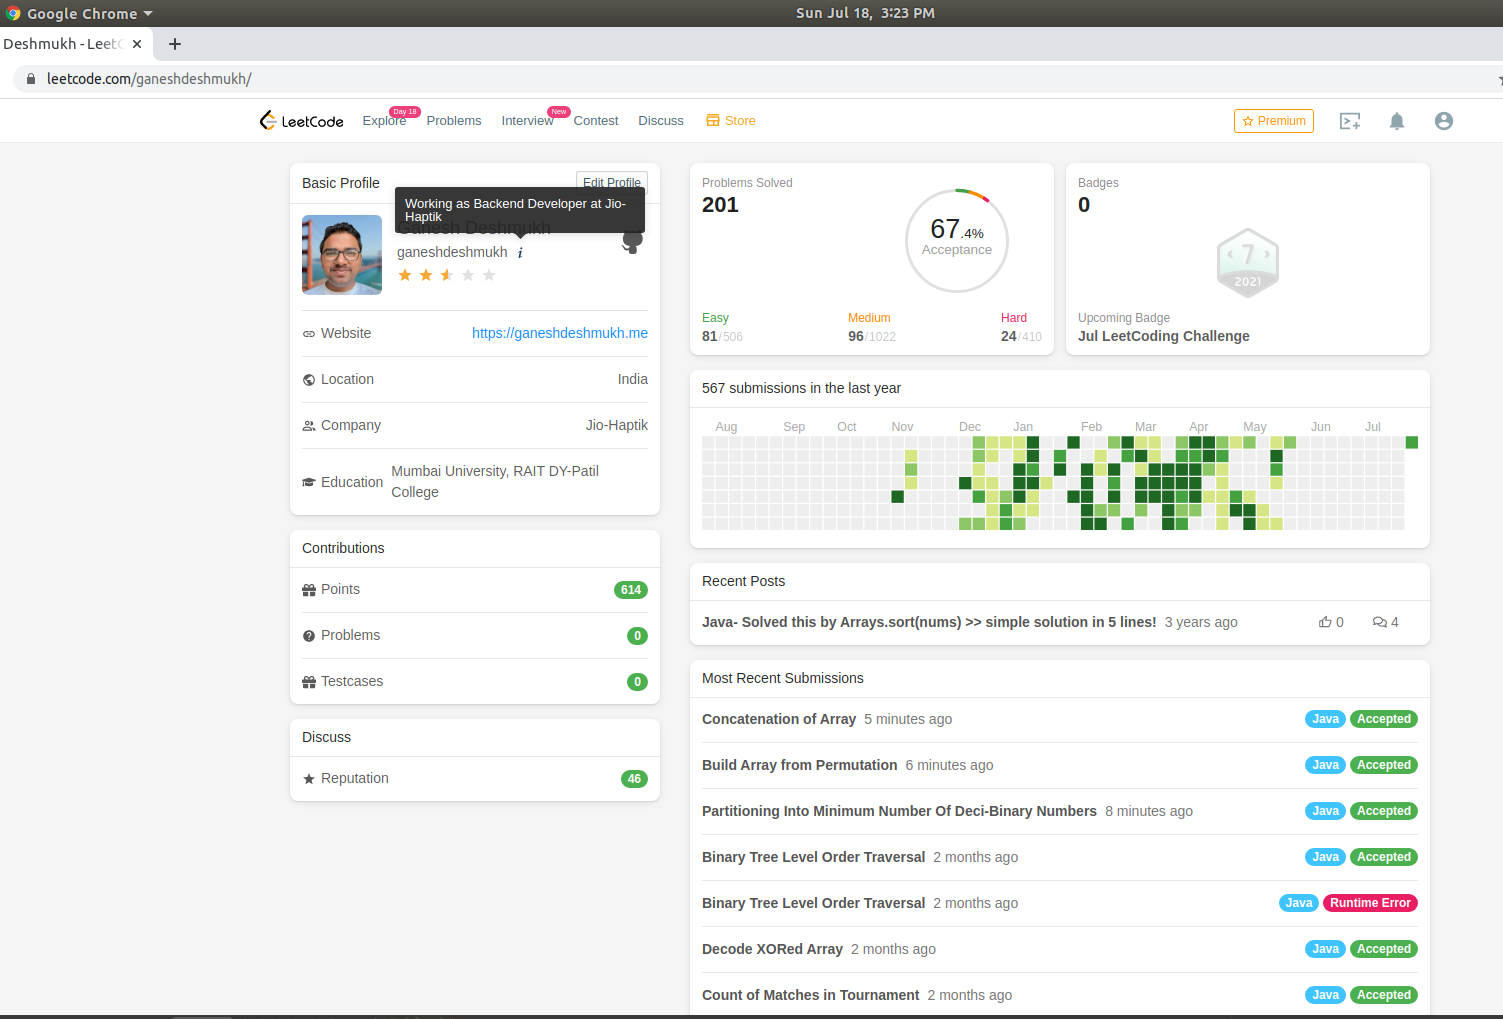 Google Chrome
Sun Jul 18, 3:23 PM
Deshmukh - Leet
leetcode.com/ganeshdeshmukh/
LeetCode
Explore
Day 18
Problems
Interview
New
Contest
Discuss
Store
Premium
Basic Profile
Edit Profile
Working as Backend Developer at Jio-
Haptik
Ganesh Deshmukh
ganeshdeshmukh i
Website https://ganeshdeshmukh.me
Location India
Company Jio-Haptik
Education Mumbai University, RAIT DY-Patil
College
Contributions
Points 614
Problems 0
Testcases 0
Discuss
Reputation 46
Problems Solved
201
67.4%
Acceptance
Easy
81/506
Medium
96/1022
Hard
24/410
Badges
0
7
2021
Upcoming Badge
Jul LeetCoding Challenge
567 submissions in the last year
Aug Sep Oct Nov Dec Jan Feb Mar Apr May Jun Jul
Recent Posts
Java- Solved this by Arrays.sort(nums) >> simple solution in 5 lines! 3 years ago 0 4
Most Recent Submissions
Concatenation of Array 5 minutes ago Java Accepted
Build Array from Permutation 6 minutes ago Java Accepted
Partitioning Into Minimum Number Of Deci-Binary Numbers 8 minutes ago Java Accepted
Binary Tree Level Order Traversal 2 months ago Java Accepted
Binary Tree Level Order Traversal 2 months ago Java Runtime Error
Decode XORed Array 2 months ago Java Accepted
Count of Matches in Tournament 2 months ago Java Accepted